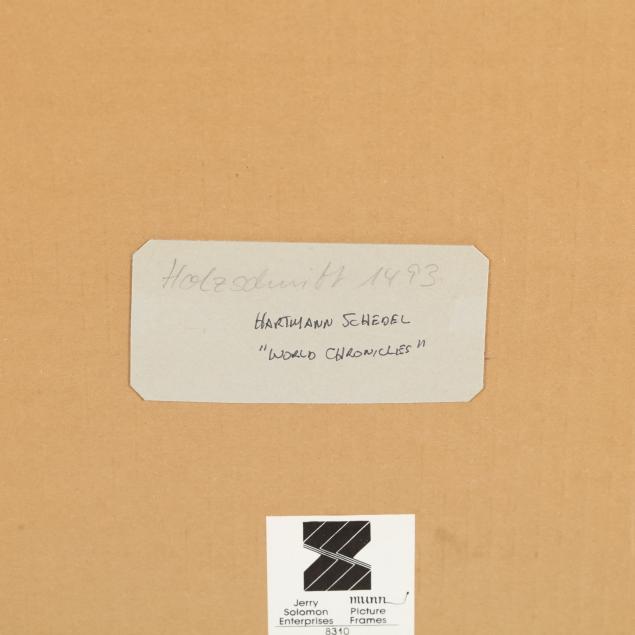 Holzschnitt 1493
HARTMANN SCHEDEL
"WORLD CHRONICLES"
Jerry munn
Solomon Picture
Enterprises Frames
8310